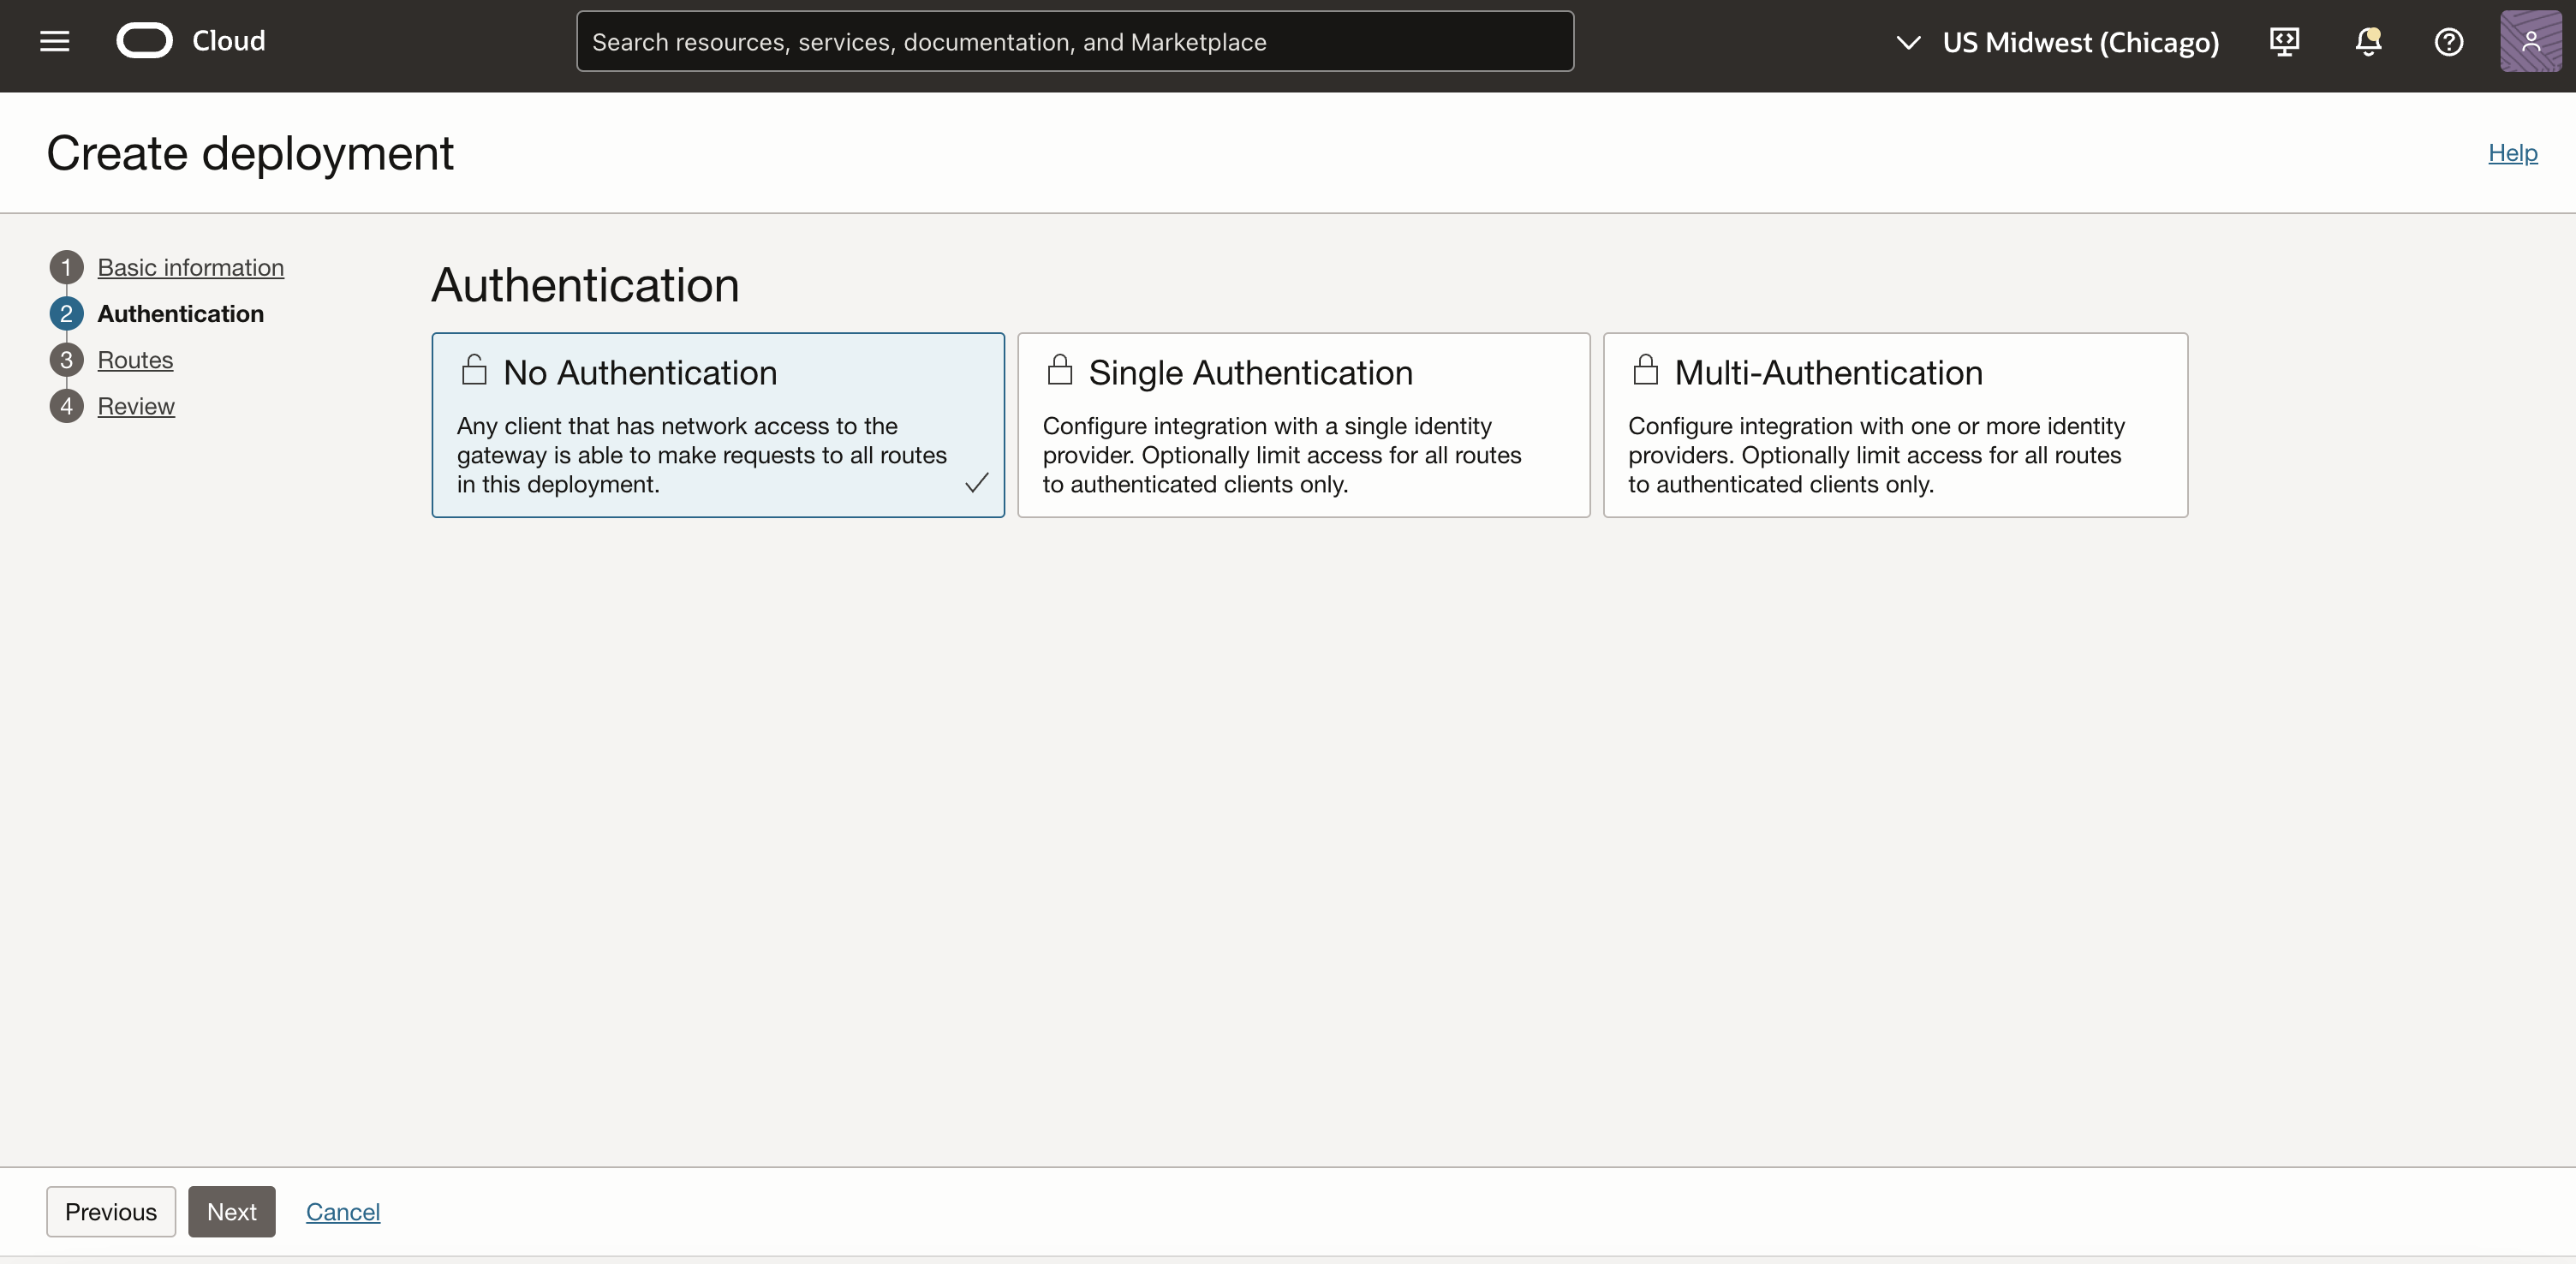 Cloud
Search resources, services, documentation, and Marketplace
US Midwest (Chicago)
Create deployment
Help
1 Basic information
2 Authentication
3 Routes
4 Review
Authentication
No Authentication
Any client that has network access to the
gateway is able to make requests to all routes
in this deployment.
Single Authentication
Configure integration with a single identity
provider. Optionally limit access for all routes
to authenticated clients only.
Multi-Authentication
Configure integration with one or more identity
providers. Optionally limit access for all routes
to authenticated clients only.
Previous
Next
Cancel